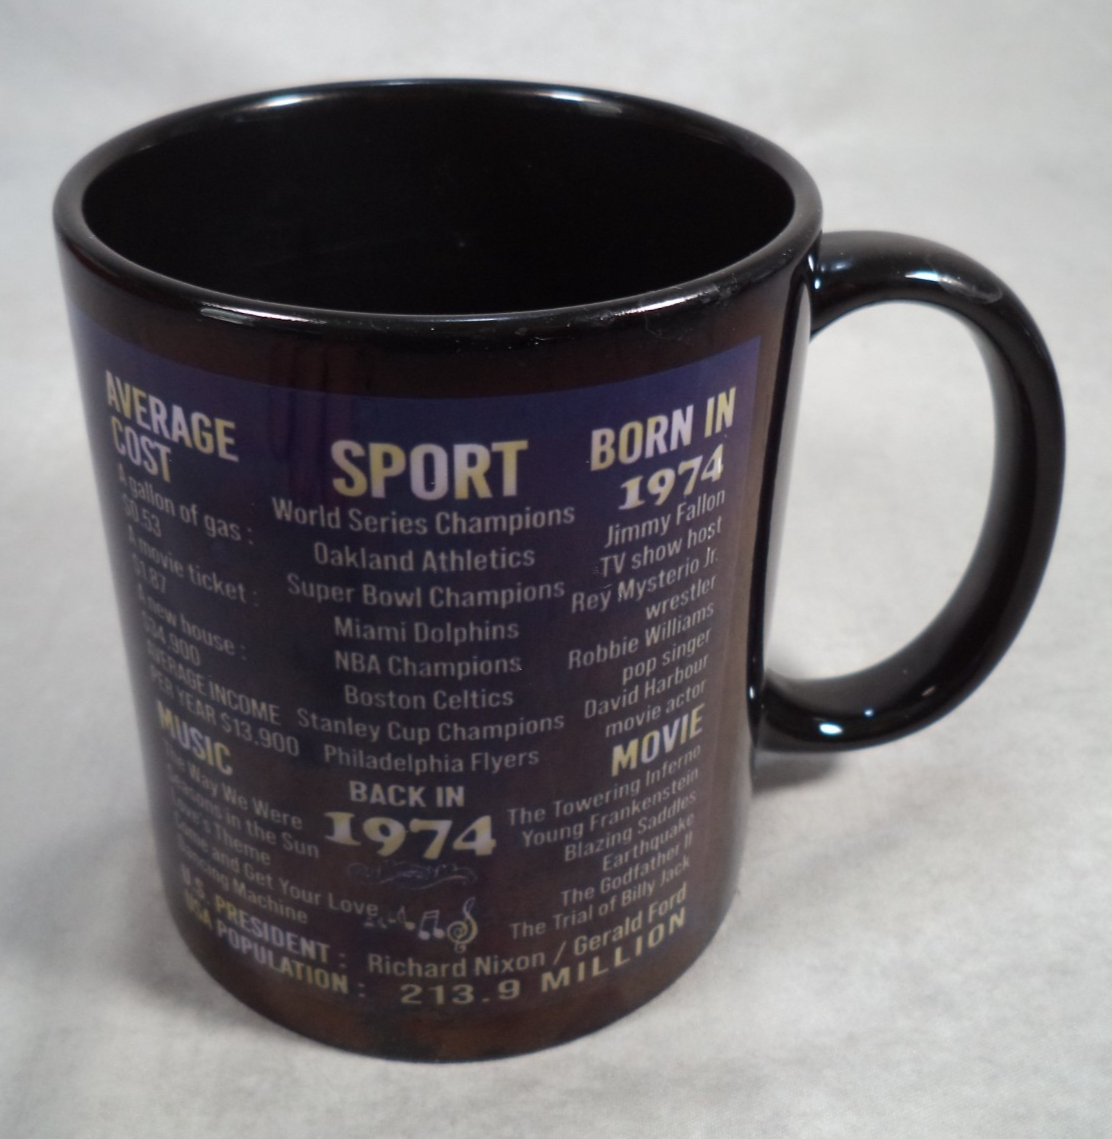 AVERAGE
COST
A gallon of gas :
$0.53
A movie ticket :
$1.87
A new house :
$34.900
AVERAGE INCOME
PER YEAR $13.900
MUSIC
The Way We Were
Seasons in the Sun
Love's Theme
Come and Get Your Love
Dancing Machine
SPORT
World Series Champions
Oakland Athletics
Super Bowl Champions
Miami Dolphins
NBA Champions
Boston Celtics
Stanley Cup Champions
Philadelphia Flyers
BACK IN
1974
BORN IN
1974
Jimmy Fallon
TV show host
Rey Mysterio Jr.
wrestler
Robbie Williams
pop singer
David Harbour
movie actor
MOVIE
The Towering Inferno
Young Frankenstein
Blazing Saddles
Earthquake
The Godfather II
The Trial of Billy Jack
U.S. PRESIDENT : Richard Nixon / Gerald Ford
USA POPULATION : 213.9 MILLION